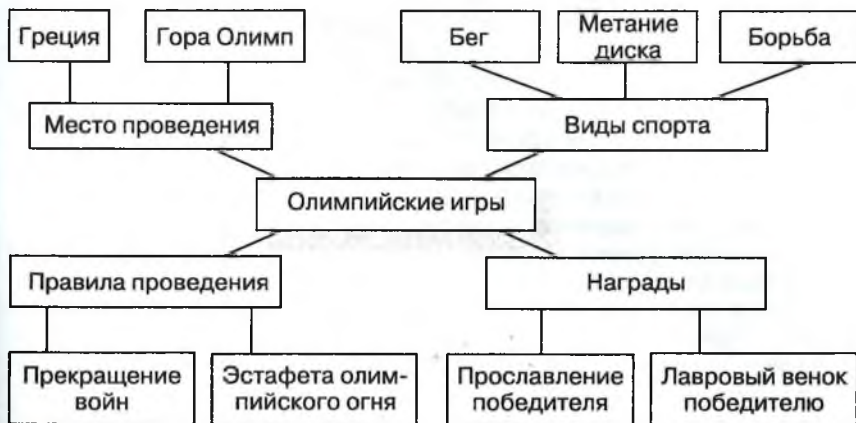 Греция
Гора Олимп
Бег
Метание
диска
Борьба
Место проведения
Виды спорта
Олимпийские игры
Правила проведения
Награды
Прекращение
войн
Эстафета олим-
пийского огня
Прославление
победителя
Лавровый венок
победителю